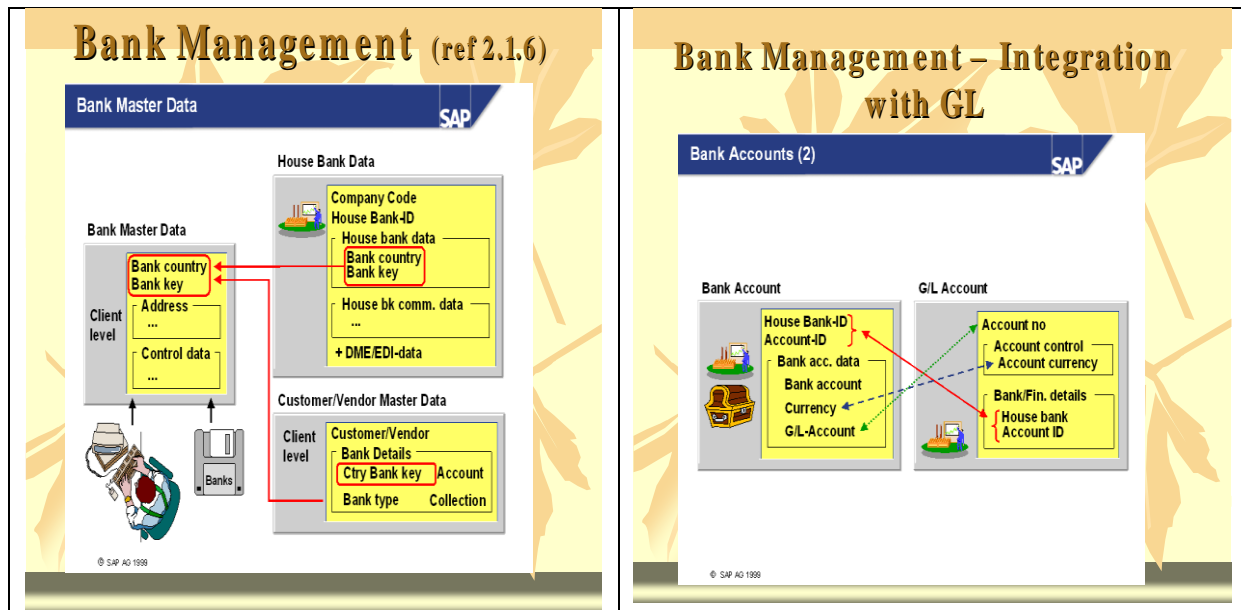 Bank Management (ref 2.1.6)
Bank Master Data
SAP
House Bank Data
Company Code
House Bank-ID
House bank data
Bank country
Bank key
House bk comm. data
...
+ DME/EDI-data
Bank Master Data
Client level
Bank country
Bank key
Address
...
Control data
...
Banks
Customer/Vendor Master Data
Client level
Customer/Vendor
Bank Details
Ctry Bank key Account
Bank type Collection
© SAP AG 1999
Bank Management – Integration
with GL
Bank Accounts (2)
SAP
Bank Account
House Bank-ID
Account-ID
Bank acc. data
Bank account
Currency
G/L-Account
G/L Account
Account no
Account control
Account currency
Bank/Fin. details
House bank
Account ID
© SAP AG 1999